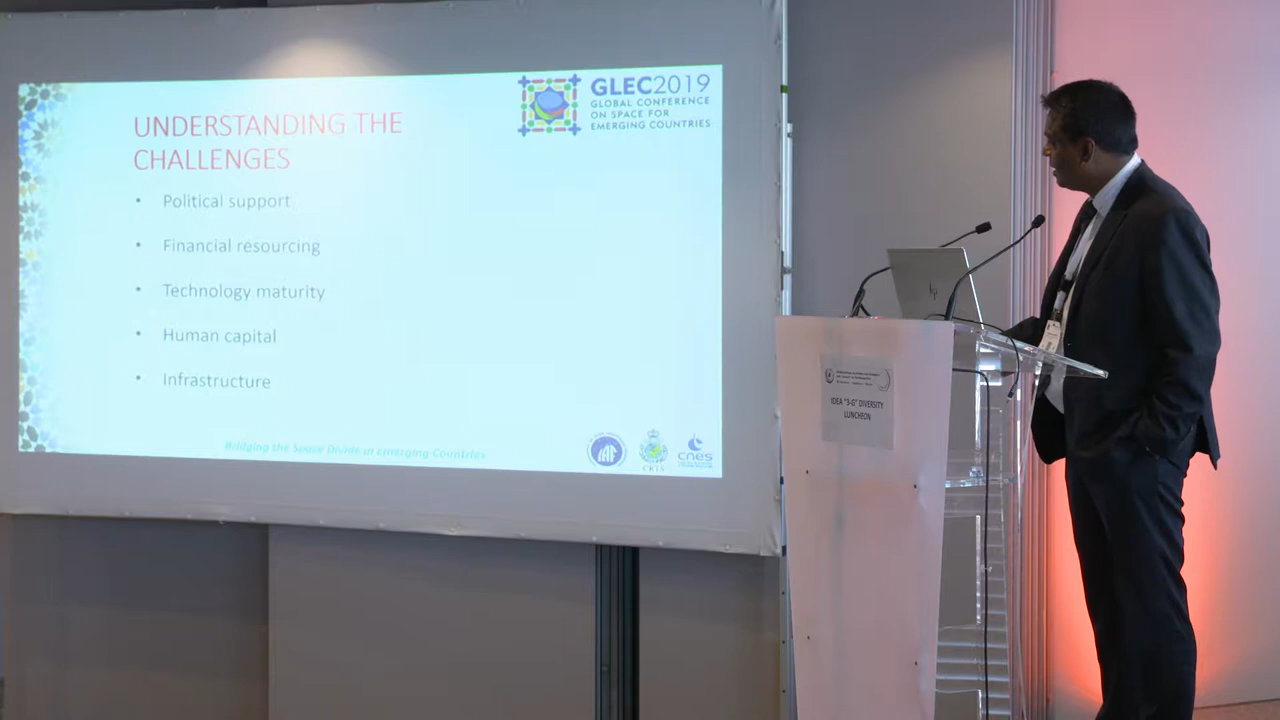 UNDERSTANDING THE
CHALLENGES
• Political support
• Financial resourcing
• Technology maturity
• Human capital
• Infrastructure
GLEC2019
GLOBAL CONFERENCE
ON SPACE FOR
EMERGING COUNTRIES
Bridging the Space Divide in Emerging Countries
IAF
CRTS
cnes
hp
IDEA "3-G" DIVERSITY
LUNCHEON